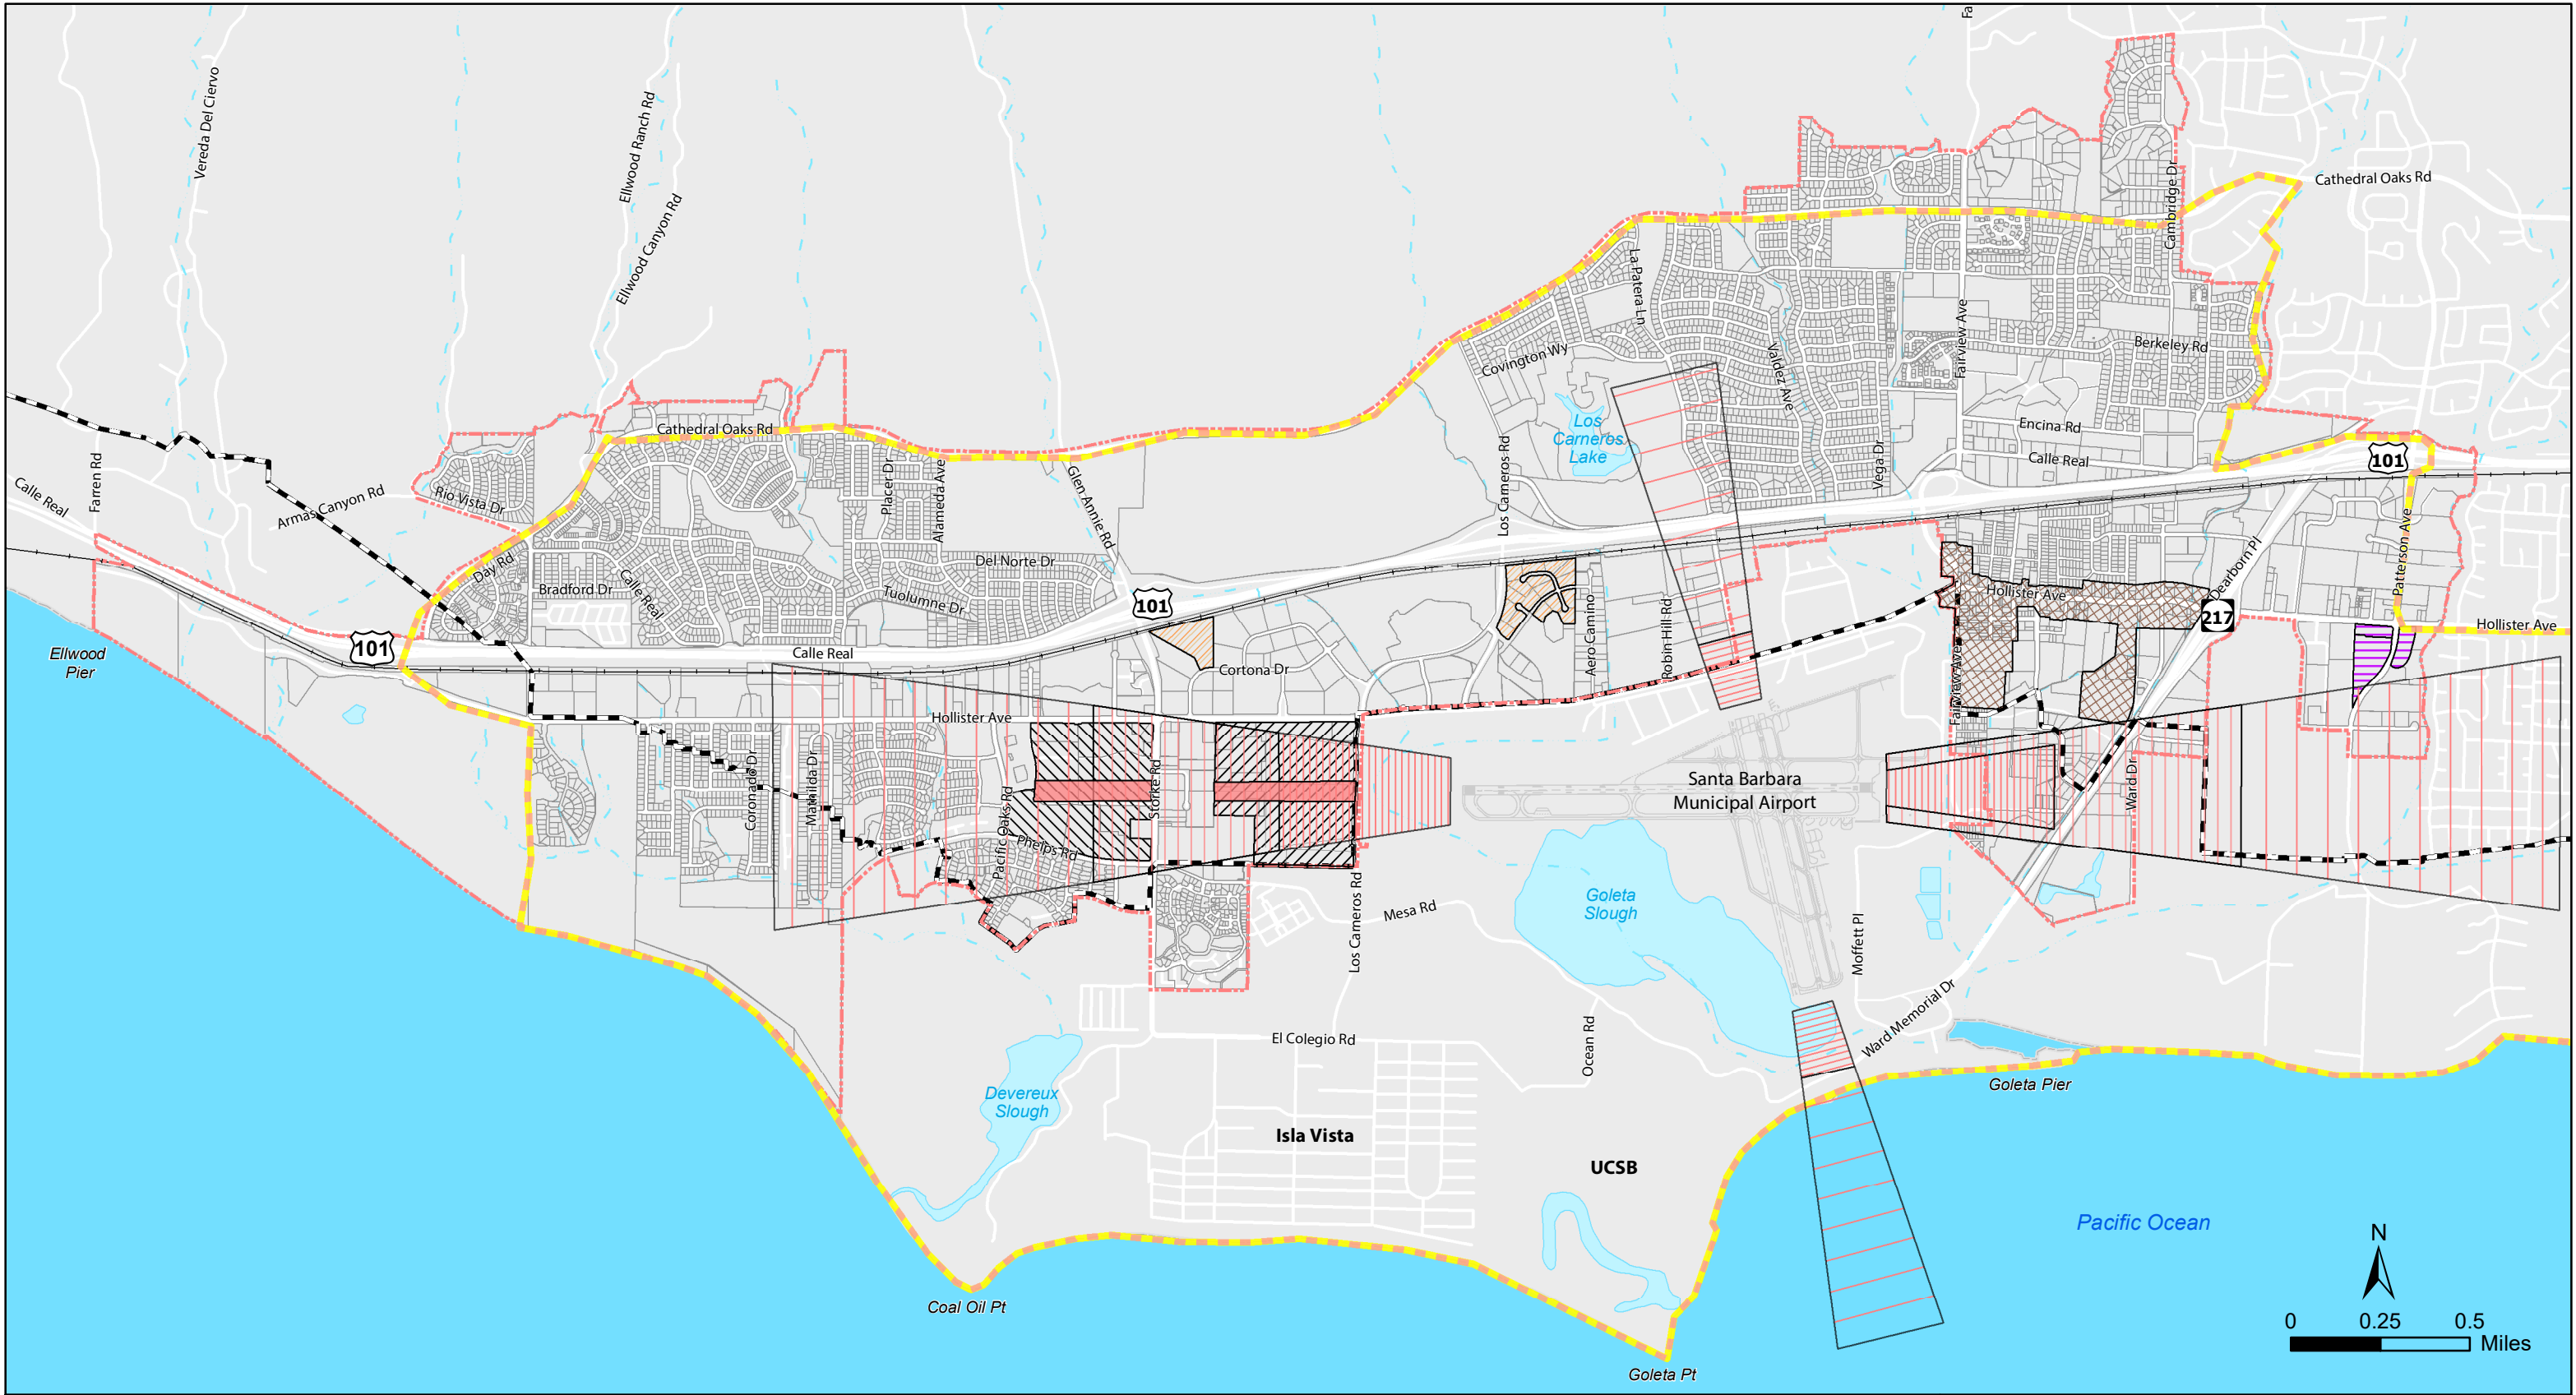 Fa
Vereda Del Ciervo
Ellwood Ranch Rd
Ellwood Canyon Rd
Cathedral Oaks Rd
Cambridge Dr
La Patera Ln
Fairview Ave
Covington Wy
Valdez Ave
Berkeley Rd
Los
Carneros
Lake
Cathedral Oaks Rd
Encina Rd
Calle Real
101
Vega Dr
Los Carneros Rd
Glen Annie Rd
Placer Dr
Alameda Ave
Farren Rd
Calle Real
Armas Canyon Rd
Rio Vista Dr
Day Rd
Bradford Dr
Calle Real
Del Norte Dr
Tuolumne Dr
101
Patterson Ave
Dearborn Pl
Hollister Ave
217
Hollister Ave
Aero Camino
Robin Hill Rd
Fairview Ave
101
Calle Real
Cortona Dr
Ellwood
Pier
Hollister Ave
Coronado Dr
Mathilda Dr
Storke Rd
Pacific Oaks Rd
Phelps Rd
Santa Barbara
Municipal Airport
Ward Dr
Los Carneros Rd
Mesa Rd
Goleta
Slough
Moffett Pl
Ward Memorial Dr
El Colegio Rd
Ocean Rd
Goleta Pier
Devereux
Slough
Isla Vista
UCSB
Pacific Ocean
N
Coal Oil Pt
Goleta Pt
0 0.25 0.5
Miles